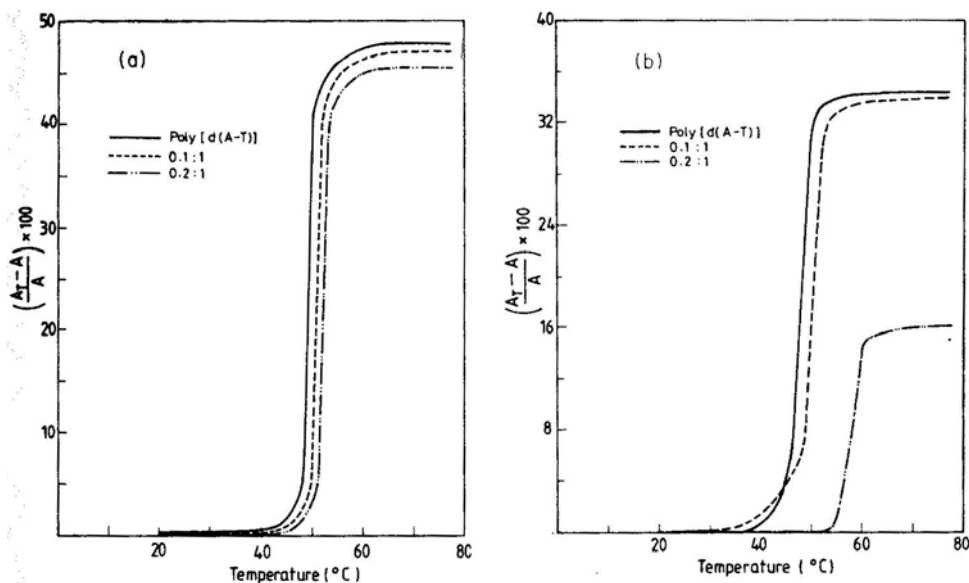 50
(a)
40
Poly [d(A-T)]
0.1:1
0.2:1
30
(A_T - A / A) × 100
20
10
20
40
60
80
Temperature (°C)
40
(b)
32
Poly [d(A-T)]
0.1:1
0.2:1
24
(A_T - A / A) × 100
16
8
20
40
60
80
Temperature (°C)